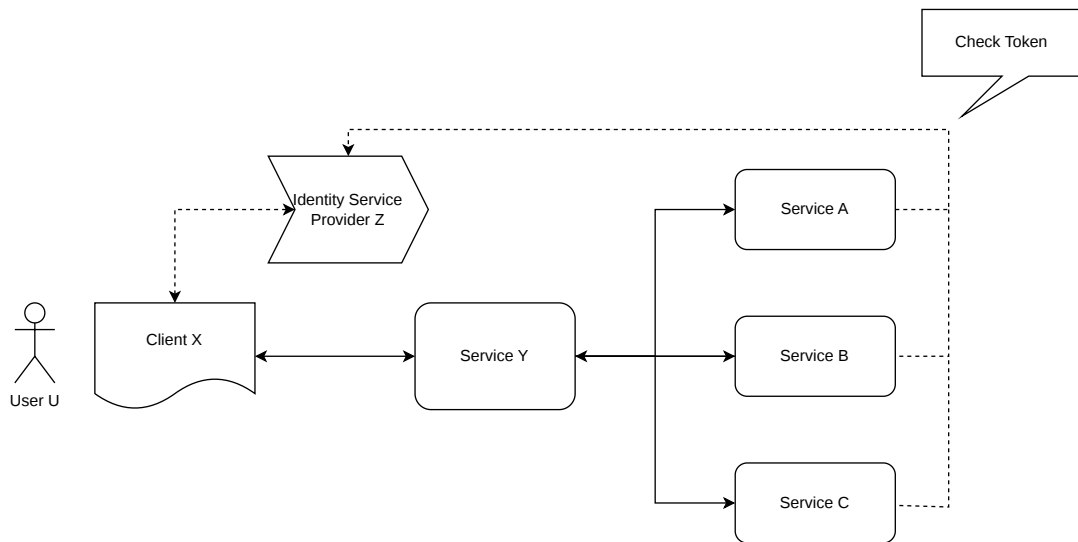 Check Token
Identity Service
Provider Z
Service A
Client X
Service Y
Service B
User U
Service C